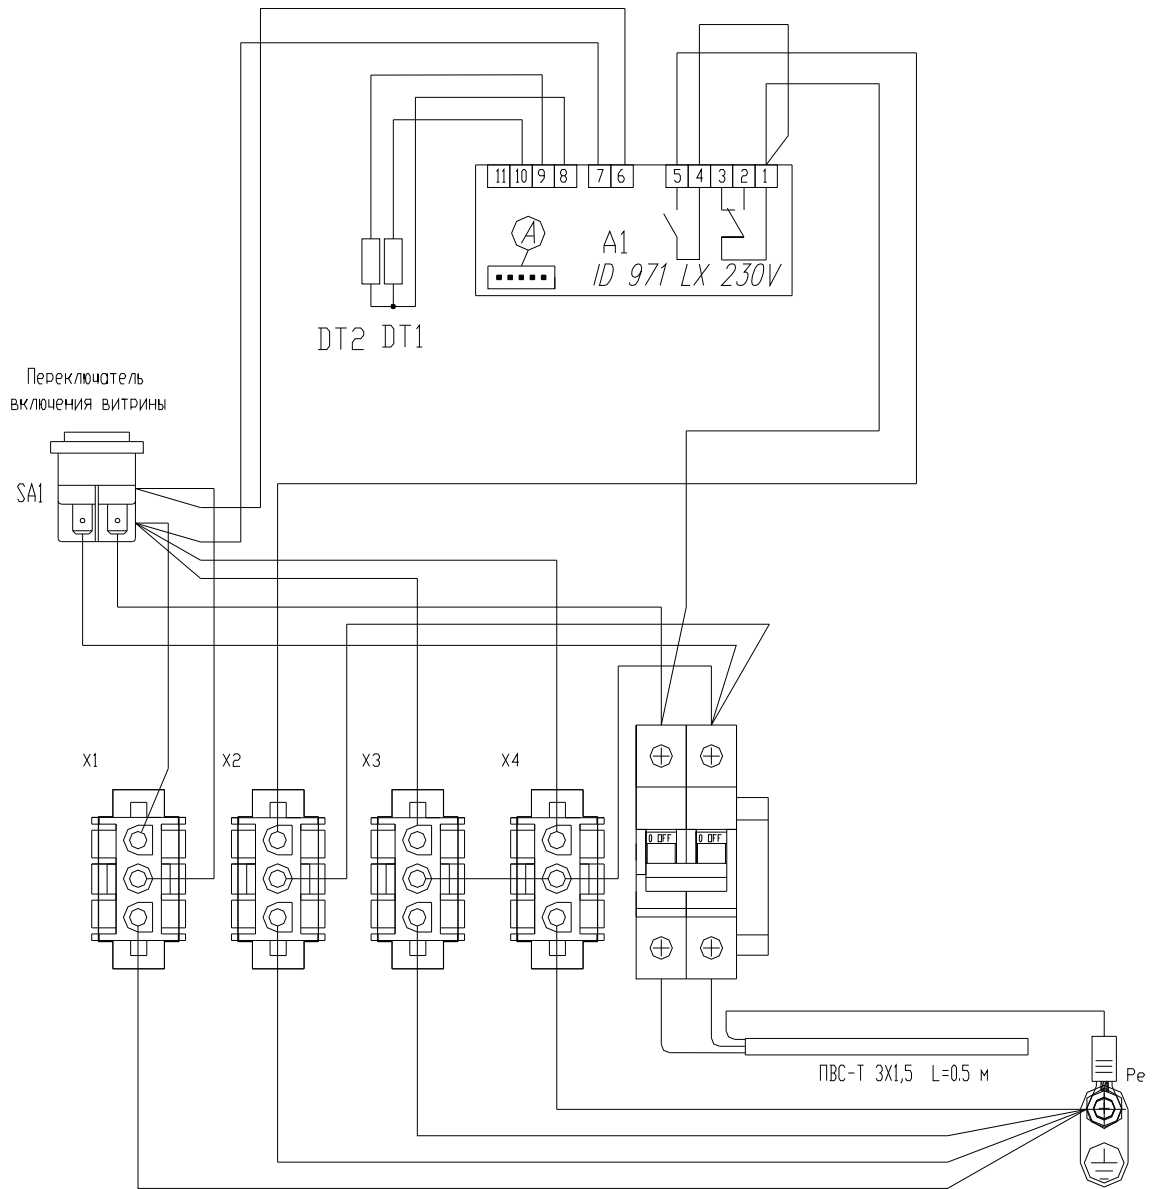 11 10 9 8 7 6 5 4 3 2 1
A
A1
ID 971 LX 230V
DT2 DT1
Переключатель
включения витрины
SA1
X1 X2 X3 X4
0 OFF 0 OFF
ПВС-Т 3X1,5 L=0.5 м
Pe